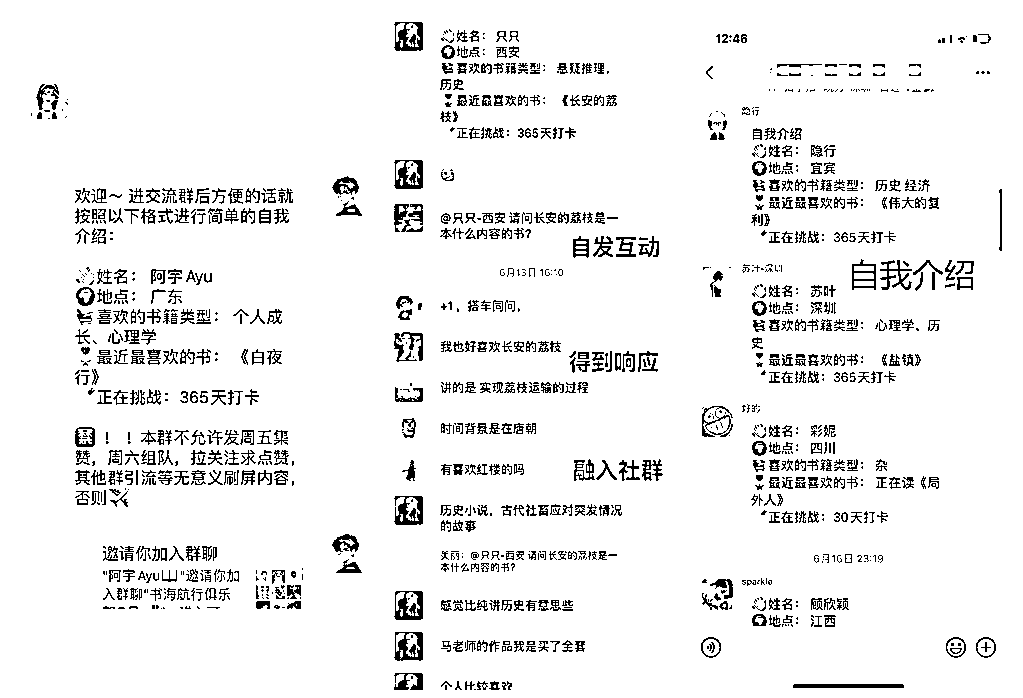 欢迎~ 进交流群后方便的话就
按照以下格式进行简单的自我
介绍：
姓名： 阿宇 Ayu
地点： 广东
喜欢的书籍类型： 个人成
长、心理学
最近最喜欢的书： 《白夜
行》
正在挑战：365天打卡
！！本群不允许发周五集
赞，周六组队，拉关注求点赞，
其他群引流等无意义刷屏内容，
否则
邀请你加入群聊
"阿宇 Ayu"邀请你加
入群聊"书海航行俱乐
姓名： 只只
地点： 西安
喜欢的书籍类型： 悬疑推理，
历史
最近最喜欢的书： 《长安的荔
枝》
正在挑战：365天打卡
@只只-西安 请问长安的荔枝是一
本什么内容的书？
自发互动
6月15日 16:10
+1，搭车同问，
我也好喜欢长安的荔枝
得到响应
讲的是 实现荔枝运输的过程
时间背景是在唐朝
有喜欢红楼的吗
融入社群
历史小说，古代社畜应对突发情况
的故事
美丽：@只只-西安 请问长安的荔枝是一
本什么内容的书？
感觉比纯讲历史有意思些
马老师的作品我是买了全套
个人比较喜欢
12:46
隐行
自我介绍
姓名： 隐行
地点： 宜宾
喜欢的书籍类型： 历史 经济
最近最喜欢的书： 《伟大的复
利》
正在挑战：365天打卡
苏叶-深圳
自我介绍
姓名： 苏叶
地点： 深圳
喜欢的书籍类型： 心理学、历
史
最近最喜欢的书： 《盐镇》
正在挑战：365天打卡
好的
姓名： 彩妮
地点： 四川
喜欢的书籍类型： 杂
最近最喜欢的书： 正在读《局
外人》
正在挑战：30天打卡
6月16日 23:19
sparkle
姓名： 顾欣颖
地点： 江西